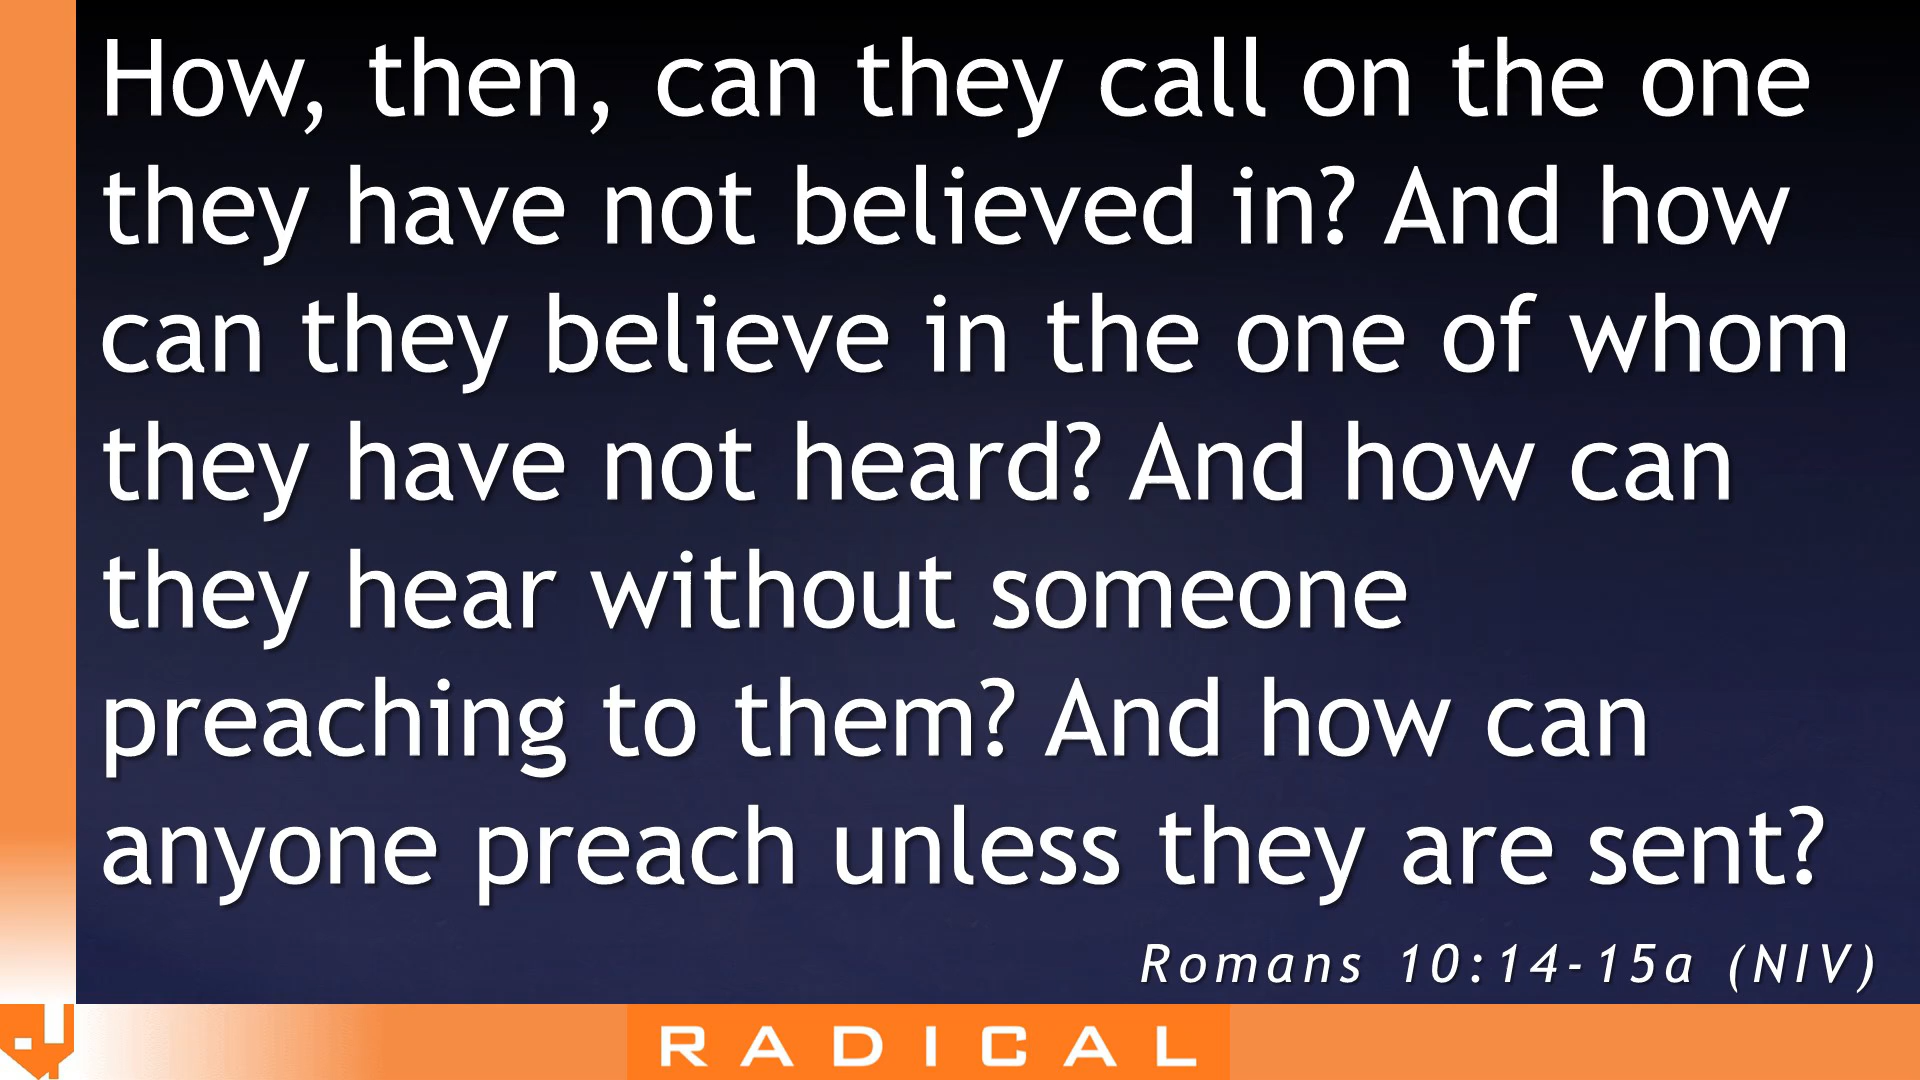 How, then, can they call on the one
they have not believed in? And how
can they believe in the one of whom
they have not heard? And how can
they hear without someone
preaching to them? And how can
anyone preach unless they are sent?
Romans 10:14-15a (NIV)
RADICAL